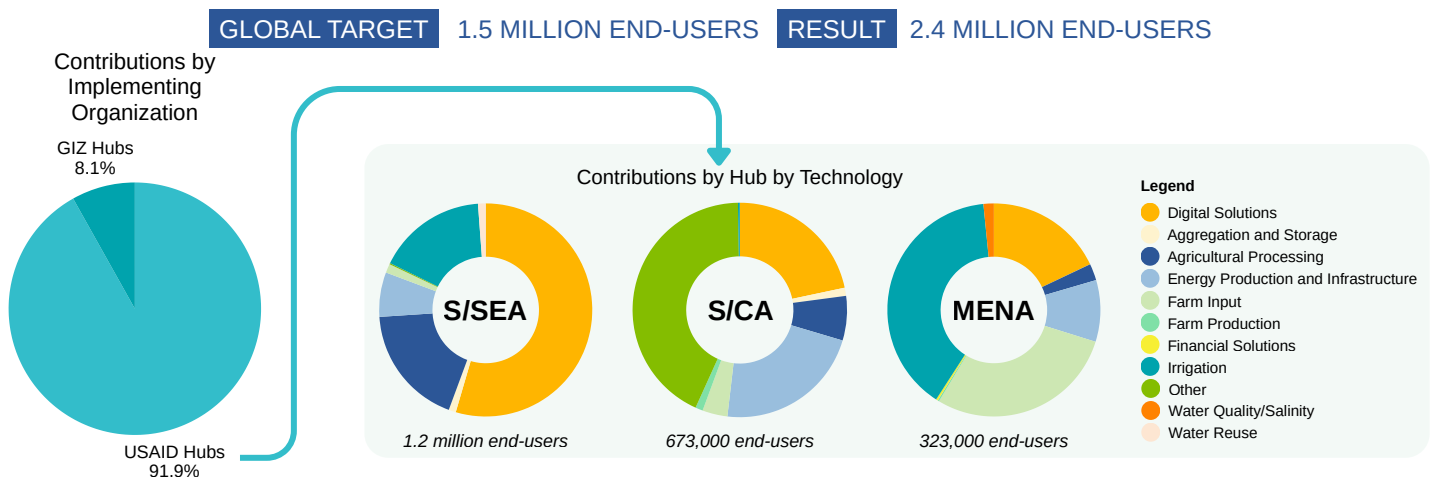 GLOBAL TARGET 1.5 MILLION END-USERS RESULT 2.4 MILLION END-USERS
Contributions by
Implementing
Organization
GIZ Hubs
8.1%
USAID Hubs
91.9%
Contributions by Hub by Technology
S/SEA
1.2 million end-users
S/CA
673,000 end-users
MENA
323,000 end-users
Legend
Digital Solutions
Aggregation and Storage
Agricultural Processing
Energy Production and Infrastructure
Farm Input
Farm Production
Financial Solutions
Irrigation
Other
Water Quality/Salinity
Water Reuse